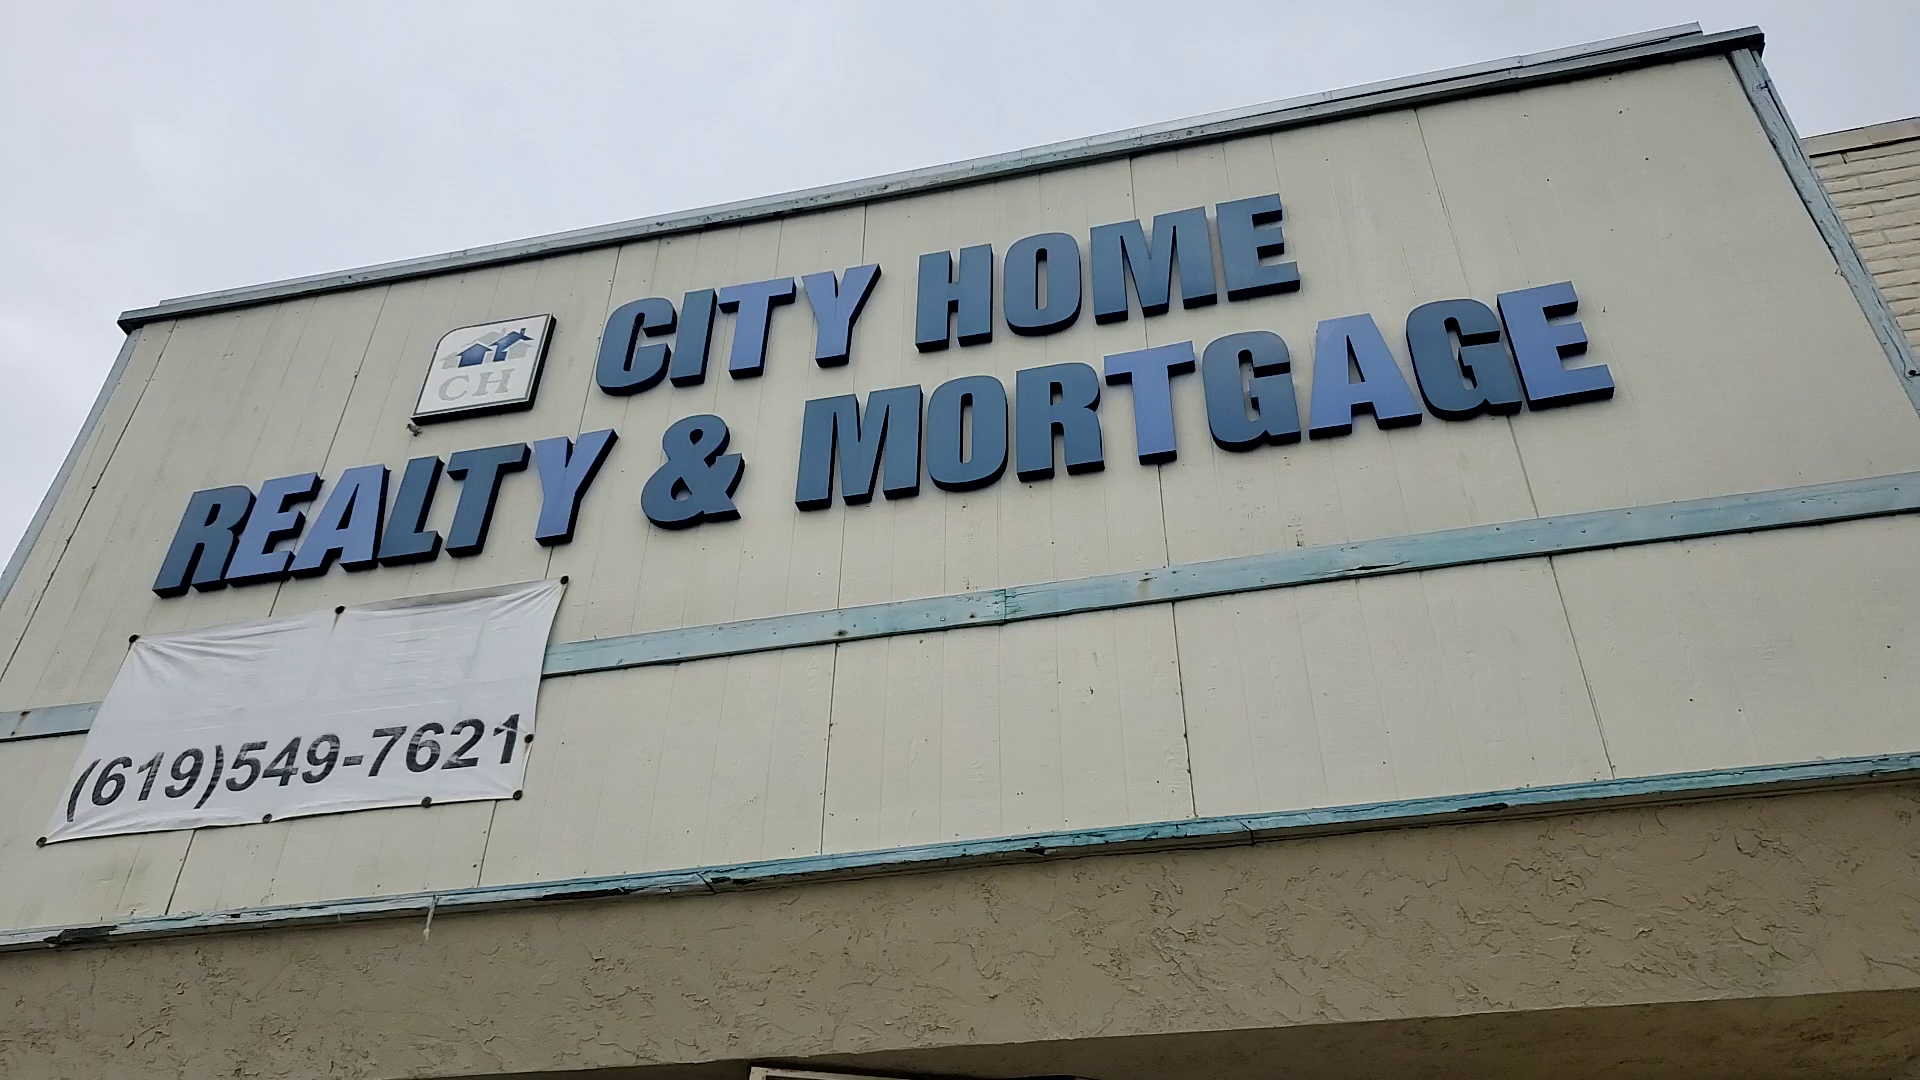 CH
CITY HOME
REALTY & MORTGAGE
(619)549-7621